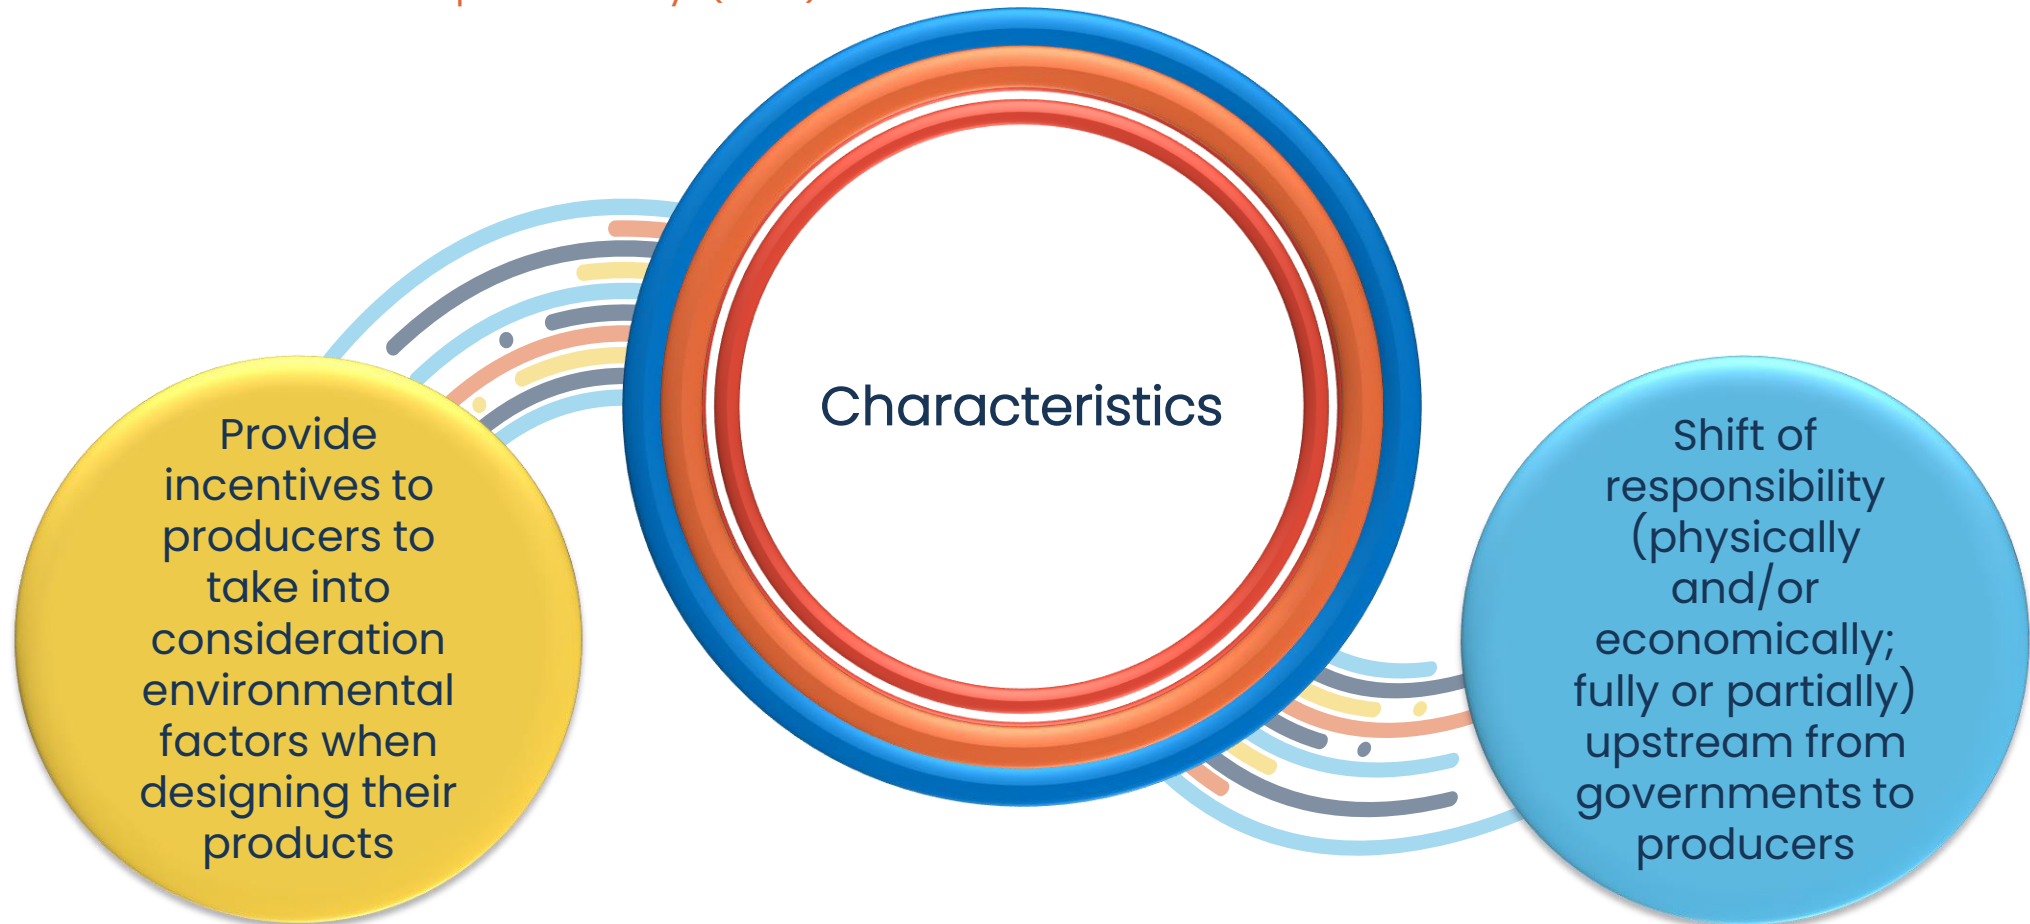 Characteristics
Provide
incentives to
producers to
take into
consideration
environmental
factors when
designing their
products
Shift of
responsibility
(physically
and/or
economically;
fully or partially)
upstream from
governments to
producers